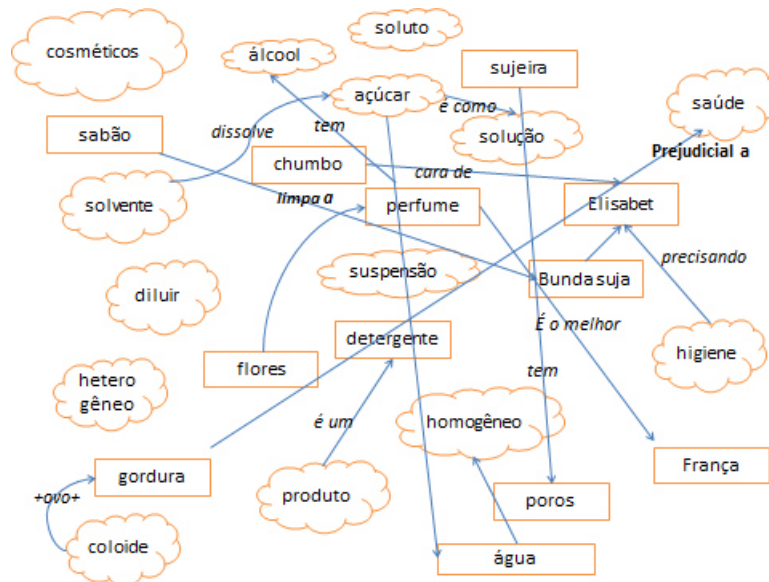 soluto
cosméticos
álcool
sujeira
açúcar
é como
saúde
dissolve
tem
sabão
solução
Prejudicial a
chumbo
cara de
solvente
limpa a
perfume
Elisabet
precisando
suspensão
Bunda suja
diluir
É o melhor
detergente
higiene
flores
tem
hetero
gêneo
é um
homogêneo
França
gordura
produto
poros
+ovo+
coloide
água